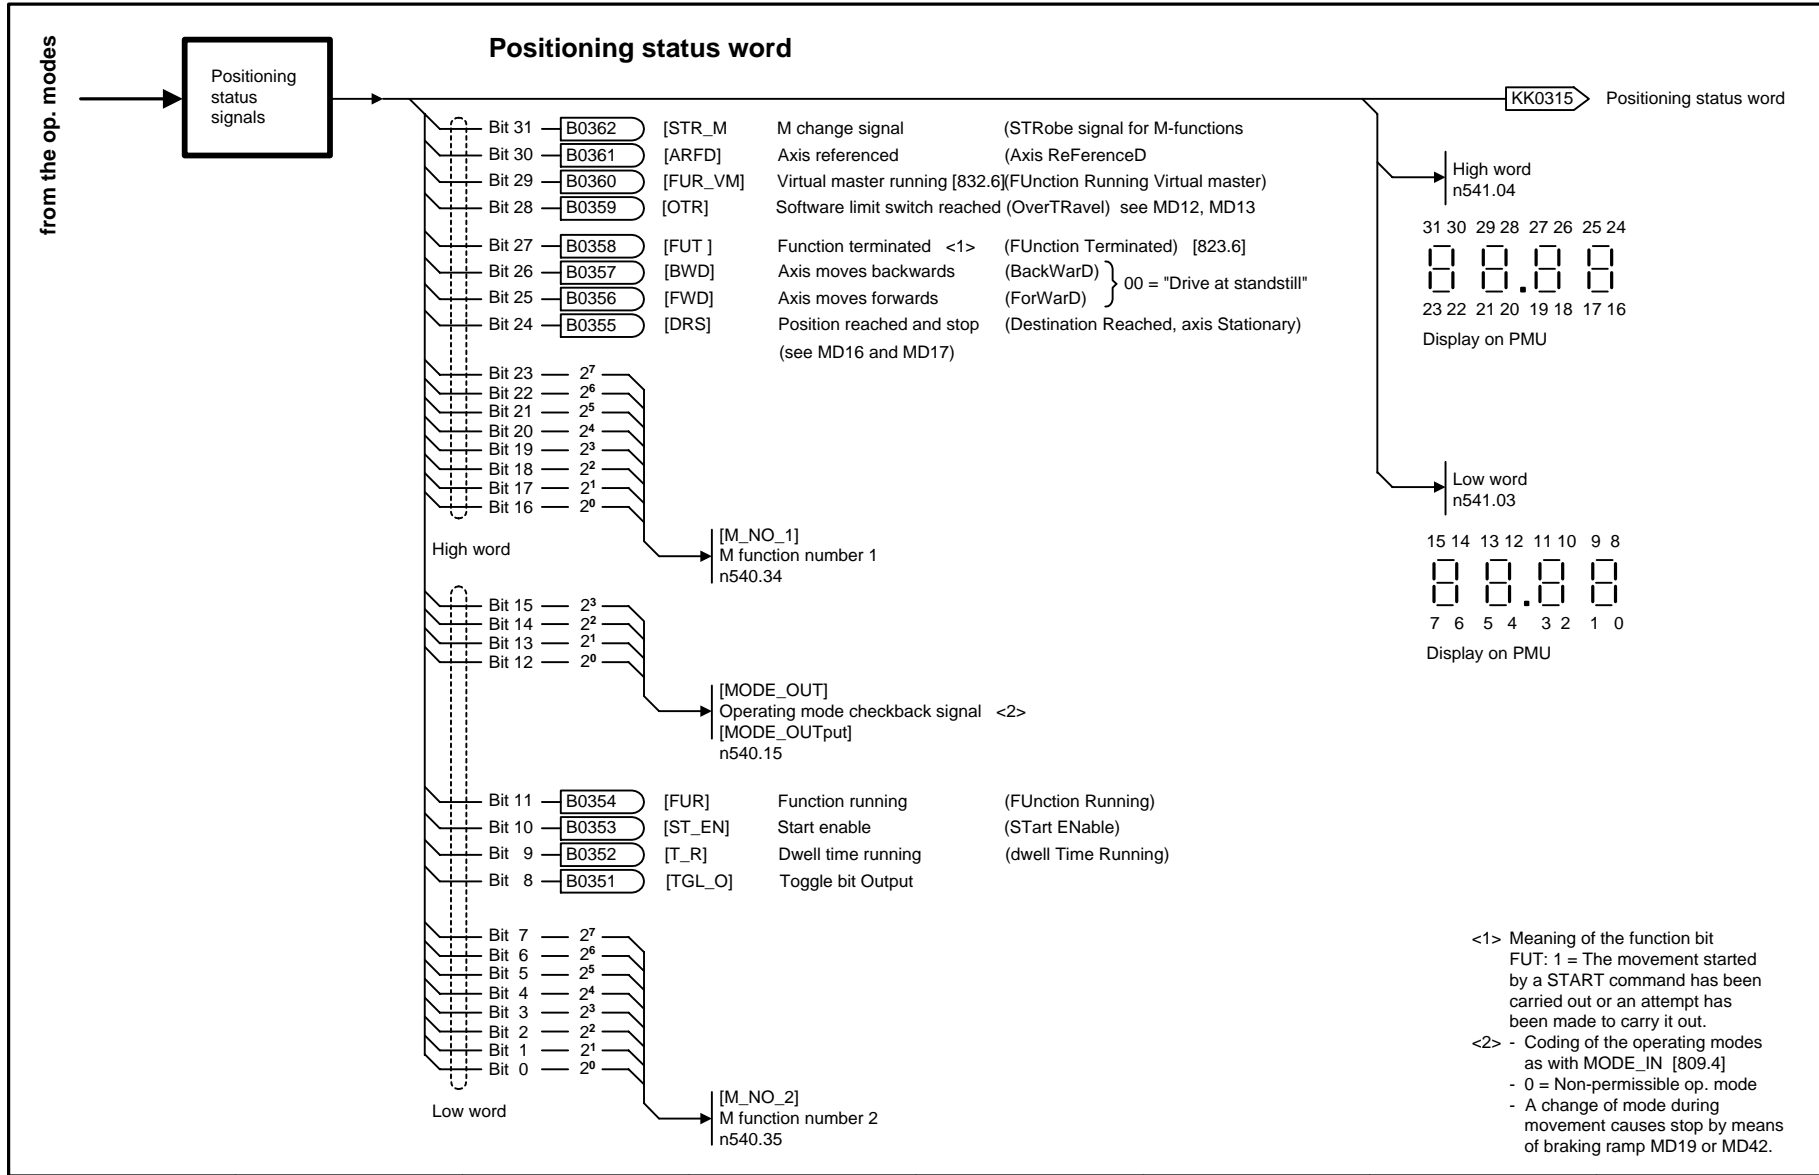 Positioning status word
from the op. modes
Positioning
status
signals
KK0315 Positioning status word
Bit 31 B0362 [STR_M M change signal (STRobe signal for M-functions
Bit 30 B0361 [ARFD] Axis referenced (Axis ReFerenceD
Bit 29 B0360 [FUR_VM] Virtual master running [832.6](FUnction Running Virtual master)
Bit 28 B0359 [OTR] Software limit switch reached (OverTRavel) see MD12, MD13
Bit 27 B0358 [FUT ] Function terminated <1> (FUnction Terminated) [823.6]
Bit 26 B0357 [BWD] Axis moves backwards (BackWarD)
00 = "Drive at standstill"
Bit 25 B0356 [FWD] Axis moves forwards (ForWarD)
Bit 24 B0355 [DRS] Position reached and stop (Destination Reached, axis Stationary)
(see MD16 and MD17)
Bit 23 2⁷
Bit 22 2⁶
Bit 21 2⁵
Bit 20 2⁴
Bit 19 2³
Bit 18 2²
Bit 17 2¹
Bit 16 2⁰
High word
[M_NO_1]
M function number 1
n540.34
Bit 15 2³
Bit 14 2²
Bit 13 2¹
Bit 12 2⁰
[MODE_OUT]
Operating mode checkback signal <2>
[MODE_OUTput]
n540.15
Bit 11 B0354 [FUR] Function running (FUnction Running)
Bit 10 B0353 [ST_EN] Start enable (STart ENable)
Bit 9 B0352 [T_R] Dwell time running (dwell Time Running)
Bit 8 B0351 [TGL_O] Toggle bit Output
Bit 7 2⁷
Bit 6 2⁶
Bit 5 2⁵
Bit 4 2⁴
Bit 3 2³
Bit 2 2²
Bit 1 2¹
Bit 0 2⁰
Low word
[M_NO_2]
M function number 2
n540.35
High word
n541.04
31 30 29 28 27 26 25 24
8 8.8 8
23 22 21 20 19 18 17 16
Display on PMU
Low word
n541.03
15 14 13 12 11 10 9 8
8 8.8 8
7 6 5 4 3 2 1 0
Display on PMU
<1> Meaning of the function bit
FUT: 1 = The movement started
by a START command has been
carried out or an attempt has
been made to carry it out.
<2> - Coding of the operating modes
as with MODE_IN [809.4]
- 0 = Non-permissible op. mode
- A change of mode during
movement causes stop by means
of braking ramp MD19 or MD42.